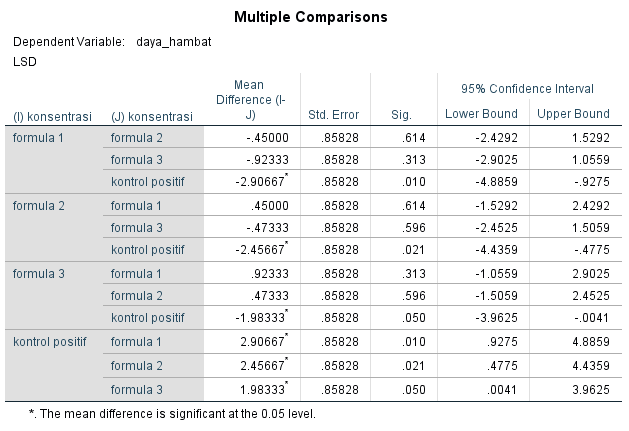 Multiple Comparisons
Dependent Variable: daya_hambat
LSD
(I) konsentrasi (J) konsentrasi Mean Difference (I-J) Std. Error Sig. 95% Confidence Interval Lower Bound Upper Bound
formula 1 formula 2 -.45000 .85828 .614 -2.4292 1.5292
formula 3 -.92333 .85828 .313 -2.9025 1.0559
kontrol positif -2.90667* .85828 .010 -4.8859 -.9275
formula 2 formula 1 .45000 .85828 .614 -1.5292 2.4292
formula 3 -.47333 .85828 .596 -2.4525 1.5059
kontrol positif -2.45667* .85828 .021 -4.4359 -.4775
formula 3 formula 1 .92333 .85828 .313 -1.0559 2.9025
formula 2 .47333 .85828 .596 -1.5059 2.4525
kontrol positif -1.98333* .85828 .050 -3.9625 -.0041
kontrol positif formula 1 2.90667* .85828 .010 .9275 4.8859
formula 2 2.45667* .85828 .021 .4775 4.4359
formula 3 1.98333* .85828 .050 .0041 3.9625
*. The mean difference is significant at the 0.05 level.